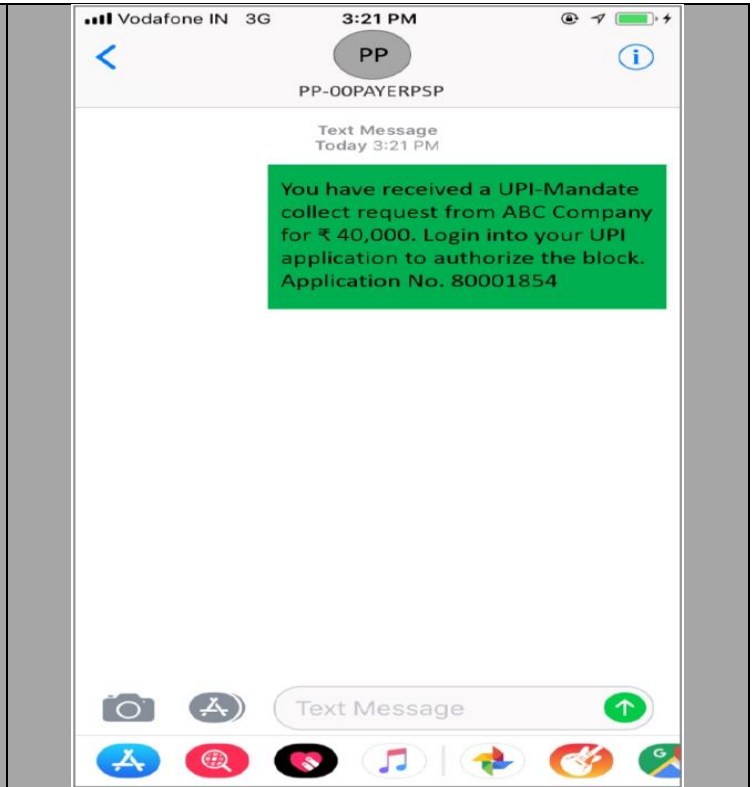 Vodafone IN 3G 3:21 PM
PP
PP-00PAYERPSP
Text Message
Today 3:21 PM
You have received a UPI-Mandate
collect request from ABC Company
for ₹ 40,000. Login into your UPI
application to authorize the block.
Application No. 80001854
Text Message